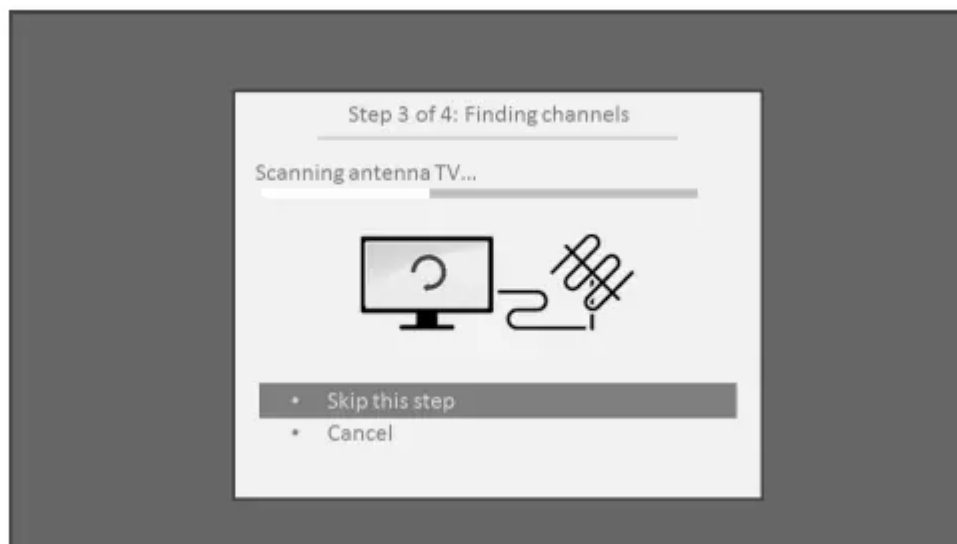 Step 3 of 4: Finding channels
Scanning antenna TV...
• Skip this step
• Cancel